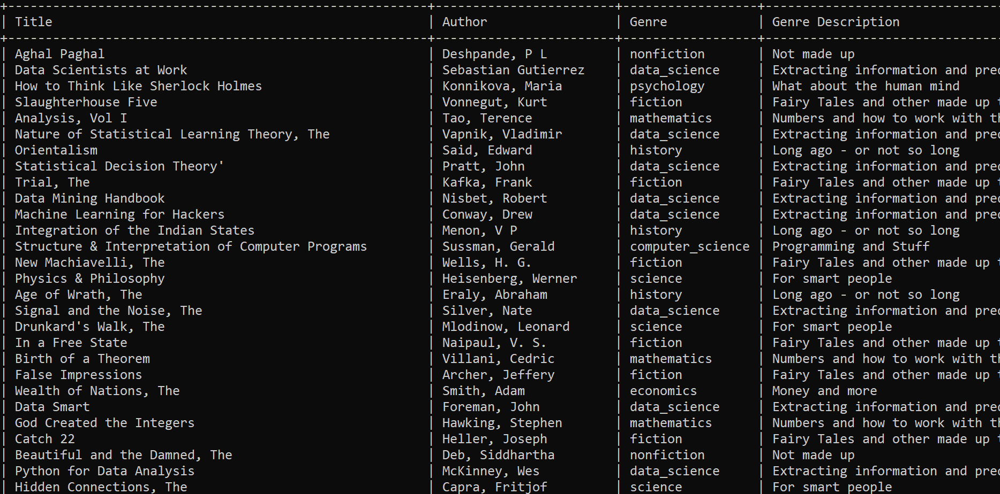 +--------------------------------------------------------+------------------------+------------------+-------------------------------
| Title                                                  | Author                 | Genre            | Genre Description
+--------------------------------------------------------+------------------------+------------------+-------------------------------
| Aghal Paghal                                           | Deshpande, P L         | nonfiction       | Not made up
| Data Scientists at Work                                | Sebastian Gutierrez    | data_science     | Extracting information and
| How to Think Like Sherlock Holmes                      | Konnikova, Maria       | psychology       | What about the human mind
| Slaughterhouse Five                                    | Vonnegut, Kurt         | fiction          | Fairy Tales and other made up
| Analysis, Vol I                                        | Tao, Terence           | mathematics      | Numbers and how to work with
| Nature of Statistical Learning Theory, The             | Vapnik, Vladimir       | data_science     | Extracting information and
| Orientalism                                            | Said, Edward           | history          | Long ago - or not so long
| Statistical Decision Theory'                           | Pratt, John            | data_science     | Extracting information and
| Trial, The                                             | Kafka, Frank           | fiction          | Fairy Tales and other made up
| Data Mining Handbook                                   | Nisbet, Robert         | data_science     | Extracting information and
| Machine Learning for Hackers                           | Conway, Drew           | data_science     | Extracting information and
| Integration of the Indian States                       | Menon, V P             | history          | Long ago - or not so long
| Structure & Interpretation of Computer Programs        | Sussman, Gerald        | computer_science | Programming and Stuff
| New Machiavelli, The                                   | Wells, H. G.           | fiction          | Fairy Tales and other made up
| Physics & Philosophy                                   | Heisenberg, Werner     | science          | For smart people
| Age of Wrath, The                                      | Eraly, Abraham         | history          | Long ago - or not so long
| Signal and the Noise, The                              | Silver, Nate           | data_science     | Extracting information and
| Drunkard's Walk, The                                   | Mlodinow, Leonard      | science          | For smart people
| In a Free State                                        | Naipaul, V. S.         | fiction          | Fairy Tales and other made up
| Birth of a Theorem                                     | Villani, Cedric        | mathematics      | Numbers and how to work with
| False Impressions                                      | Archer, Jeffery        | fiction          | Fairy Tales and other made up
| Wealth of Nations, The                                 | Smith, Adam            | economics        | Money and more
| Data Smart                                             | Foreman, John          | data_science     | Extracting information and
| God Created the Integers                               | Hawking, Stephen       | mathematics      | Numbers and how to work with
| Catch 22                                               | Heller, Joseph         | fiction          | Fairy Tales and other made up
| Beautiful and the Damned, The                          | Deb, Siddhartha        | nonfiction       | Not made up
| Python for Data Analysis                               | McKinney, Wes          | data_science     | Extracting information and
| Hidden Connections, The                                | Capra, Fritjof         | science          | For smart people